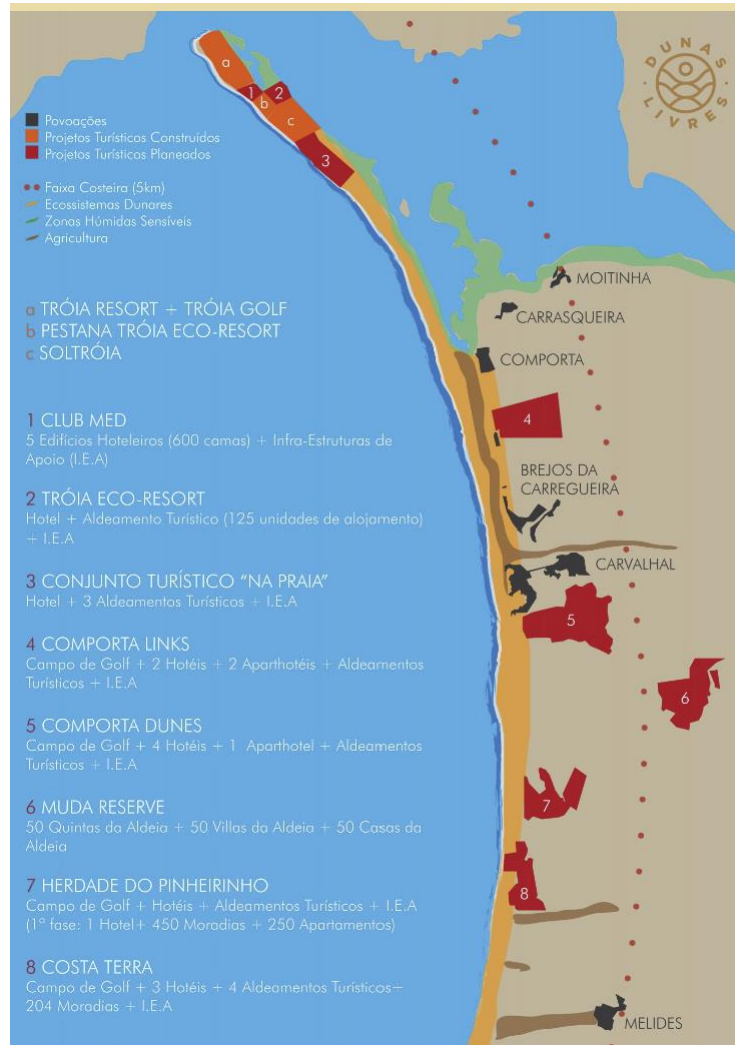 DUNAS
LIVRES
Povoações
Projetos Turísticos Construídos
Projetos Turísticos Planeados
Faixa Costeira (5km)
Ecossistemas Dunares
Zonas Húmidas Sensíveis
Agricultura
a TRÓIA RESORT + TRÓIA GOLF
b PESTANA TRÓIA ECO-RESORT
c SOLTRÓIA
1 CLUB MED
5 Edifícios Hoteleiros (600 camas) + Infra-Estruturas de
Apoio (I.E.A)
2 TRÓIA ECO-RESORT
Hotel + Aldeamento Turístico (125 unidades de alojamento)
+ I.E.A
3 CONJUNTO TURÍSTICO “NA PRAIA”
Hotel + 3 Aldeamentos Turísticos + I.E.A
4 COMPORTA LINKS
Campo de Golf + 2 Hotéis + 2 Aparthotéis + Aldeamentos
Turísticos + I.E.A
5 COMPORTA DUNES
Campo de Golf + 4 Hotéis + 1 Aparthotel + Aldeamentos
Turísticos + I.E.A
6 MUDA RESERVE
50 Quintas da Aldeia + 50 Villas da Aldeia + 50 Casas da
Aldeia
7 HERDADE DO PINHEIRINHO
Campo de Golf + Hotéis + Aldeamentos Turísticos + I.E.A
(1º fase: 1 Hotel+ 450 Moradias + 250 Apartamentos)
8 COSTA TERRA
Campo de Golf + 3 Hotéis + 4 Aldeamentos Turísticos+
204 Moradias + I.E.A
a
1
b
2
c
3
MOITINHA
CARRASQUEIRA
COMPORTA
4
BREJOS DA
CARREGUEIRA
CARVALHAL
5
6
7
8
MELIDES